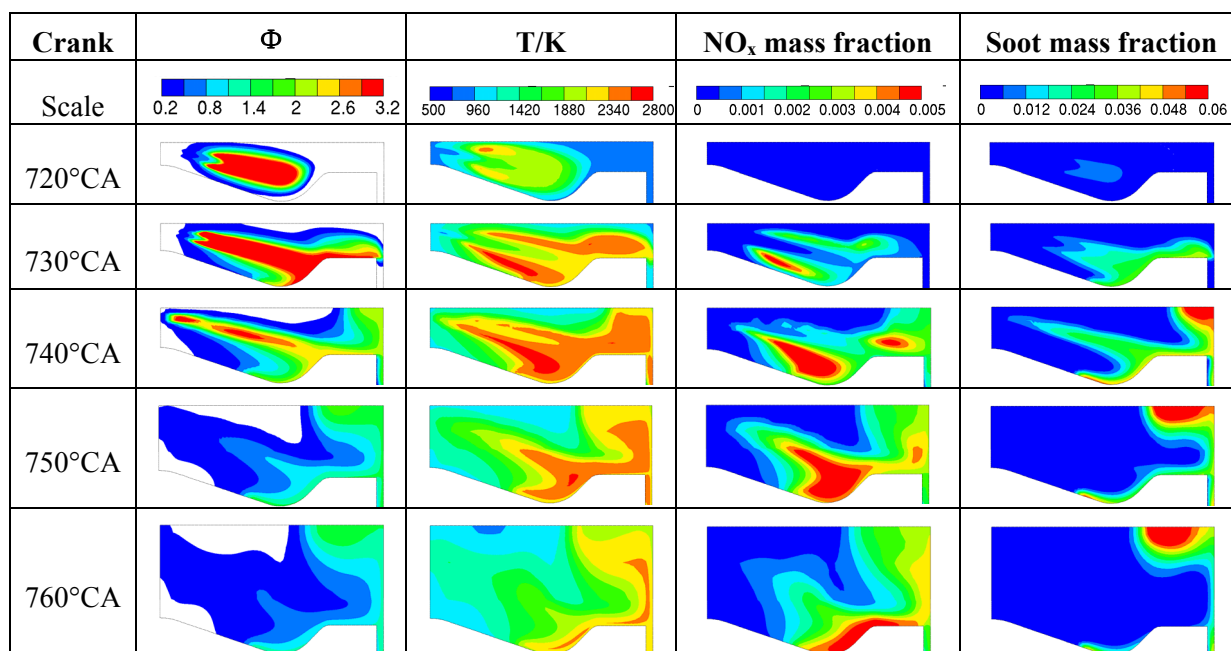 Crank Φ T/K NOx mass fraction Soot mass fraction
Scale
0.2 0.8 1.4 2 2.6 3.2
500 960 1420 1880 2340 2800
0 0.001 0.002 0.003 0.004 0.005
0 0.012 0.024 0.036 0.048 0.06
720°CA
730°CA
740°CA
750°CA
760°CA